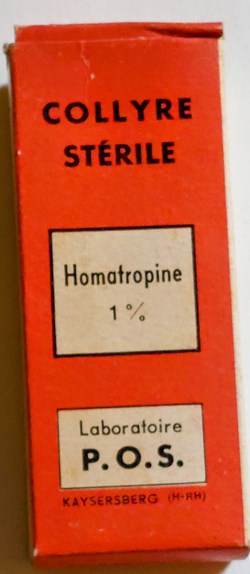 COLLYRE
STÉRILE
Homatropine
1 %
Laboratoire
P.O.S.
KAYSERSBERG (H-RH)